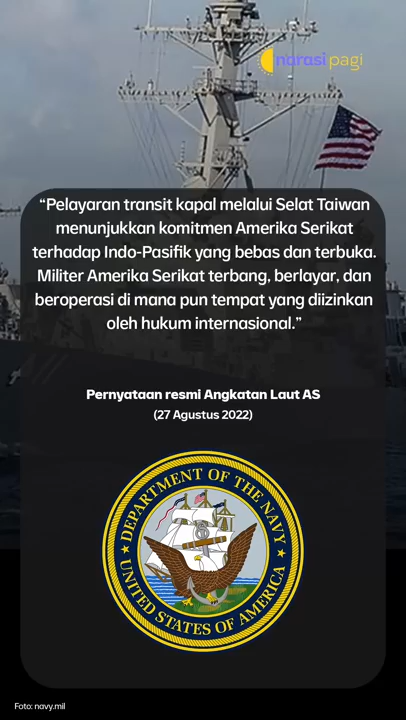 narasi pagi
“Pelayaran transit kapal melalui Selat Taiwan
menunjukkan komitmen Amerika Serikat
terhadap Indo-Pasifik yang bebas dan terbuka.
Militer Amerika Serikat terbang, berlayar, dan
beroperasi di mana pun tempat yang diizinkan
oleh hukum internasional.”
Pernyataan resmi Angkatan Laut AS
(27 Agustus 2022)
DEPARTMENT OF THE NAVY
UNITED STATES OF AMERICA
Foto: navy.mil